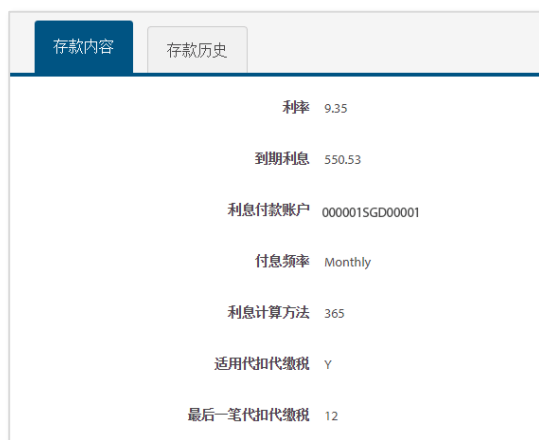 存款内容 存款历史
利率 9.35
到期利息 550.53
利息付款账户 000001SGD00001
付息频率 Monthly
利息计算方法 365
适用代扣代缴税 Y
最后一笔代扣代缴税 12